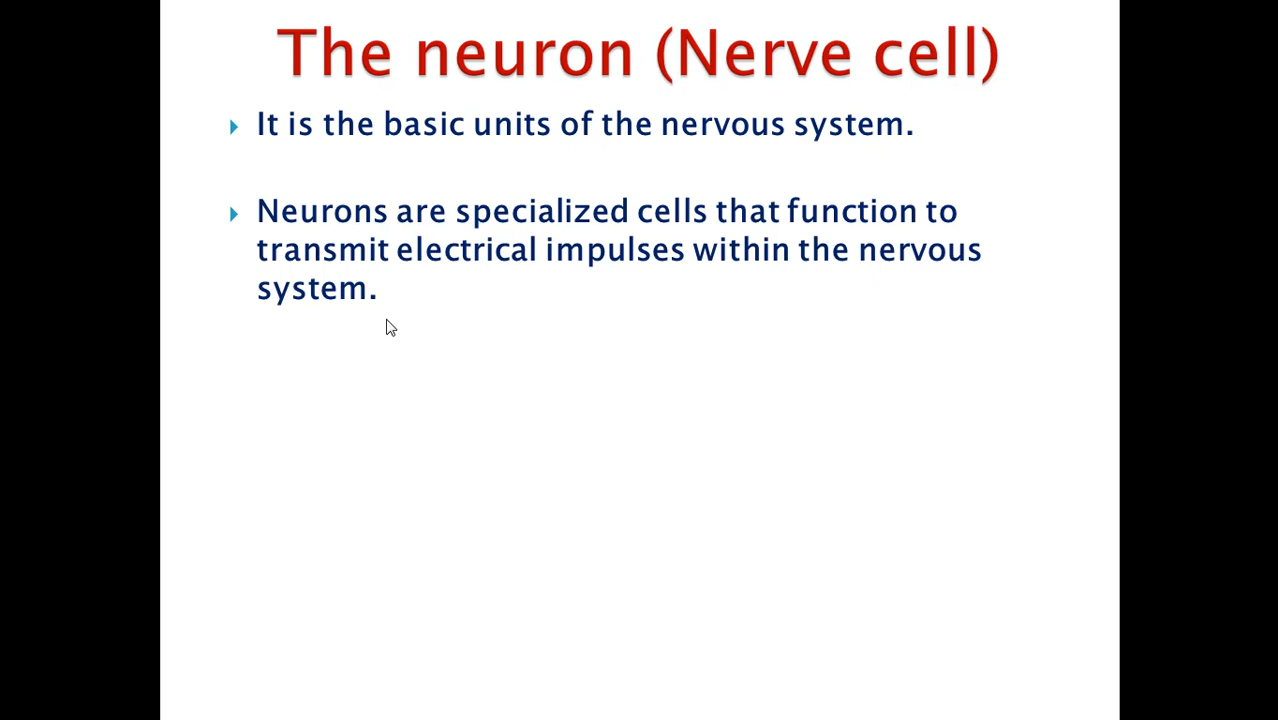 The neuron (Nerve cell)
It is the basic units of the nervous system.
Neurons are specialized cells that function to
transmit electrical impulses within the nervous
system.